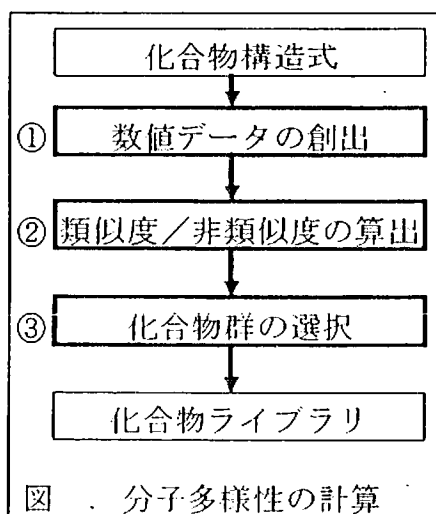 化合物構造式
① 数値データの創出
② 類似度/非類似度の算出
③ 化合物群の選択
化合物ライブラリ
図 . 分子多様性の計算